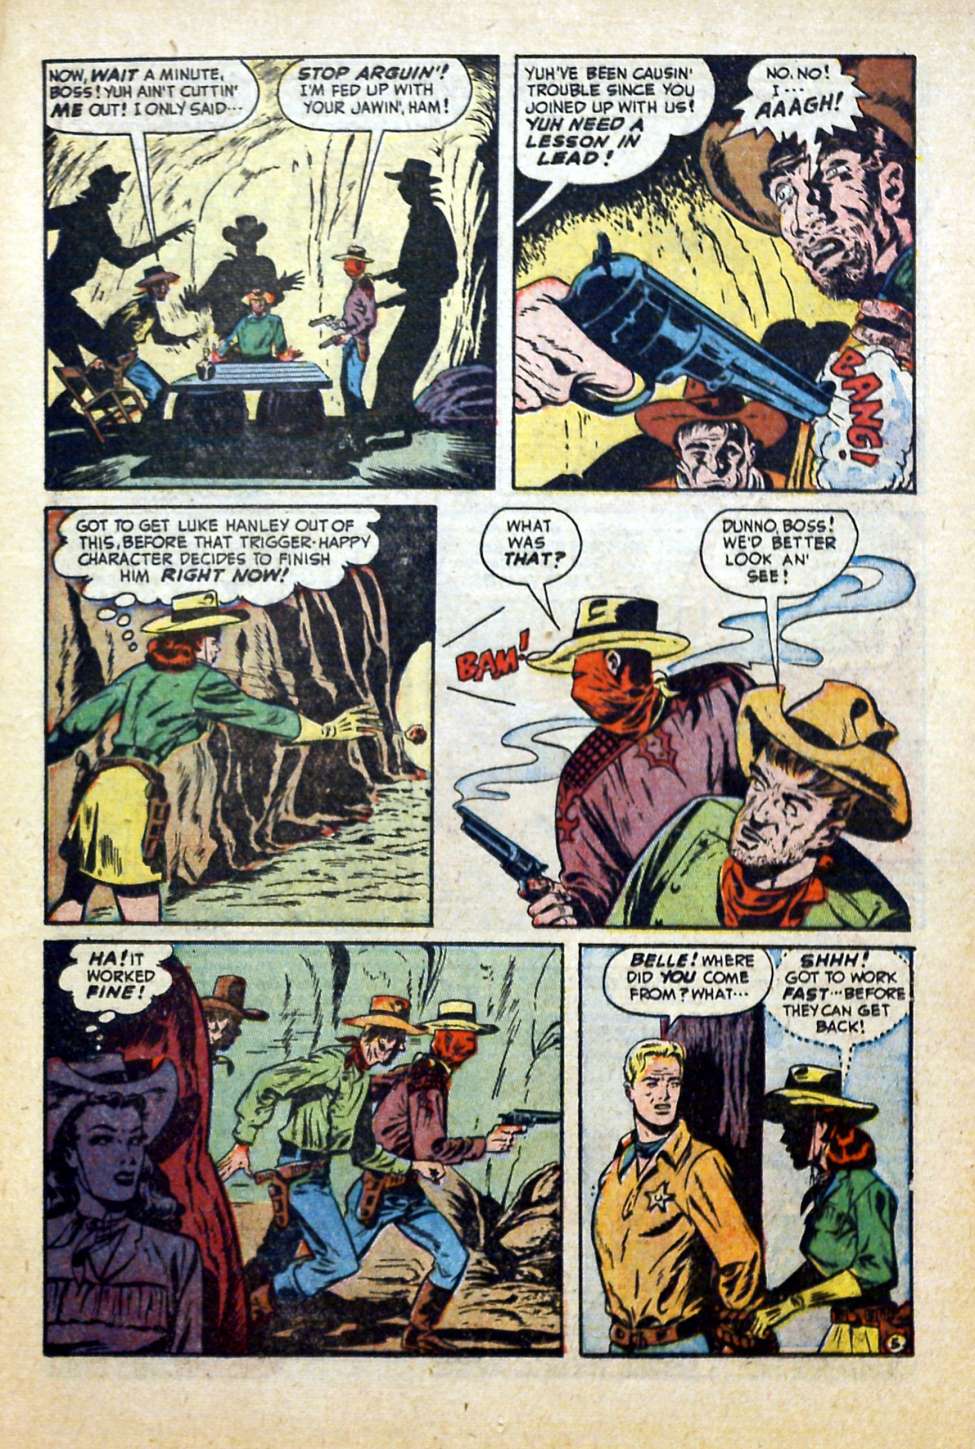 NOW, WAIT A MINUTE,
BOSS! YUH AIN'T CUTTIN'
ME OUT! I ONLY SAID---
STOP ARGUIN'!
I'M FED UP WITH
YOUR JAWIN', HAM!
YUH'VE BEEN CAUSIN'
TROUBLE SINCE YOU
JOINED UP WITH US!
YUH NEED A
LESSON IN
LEAD!
NO, NO!
I---
AAAGH!
BANG!
GOT TO GET LUKE HANLEY OUT OF
THIS, BEFORE THAT TRIGGER-HAPPY
CHARACTER DECIDES TO FINISH
HIM RIGHT NOW!
BAM!
WHAT
WAS
THAT?
DUNNO, BOSS!
WE'D BETTER
LOOK AN'
SEE!
HA! IT
WORKED
FINE!
BELLE! WHERE
DID YOU COME
FROM? WHAT---
SHHH!
GOT TO WORK
FAST---BEFORE
THEY CAN GET
BACK!
5